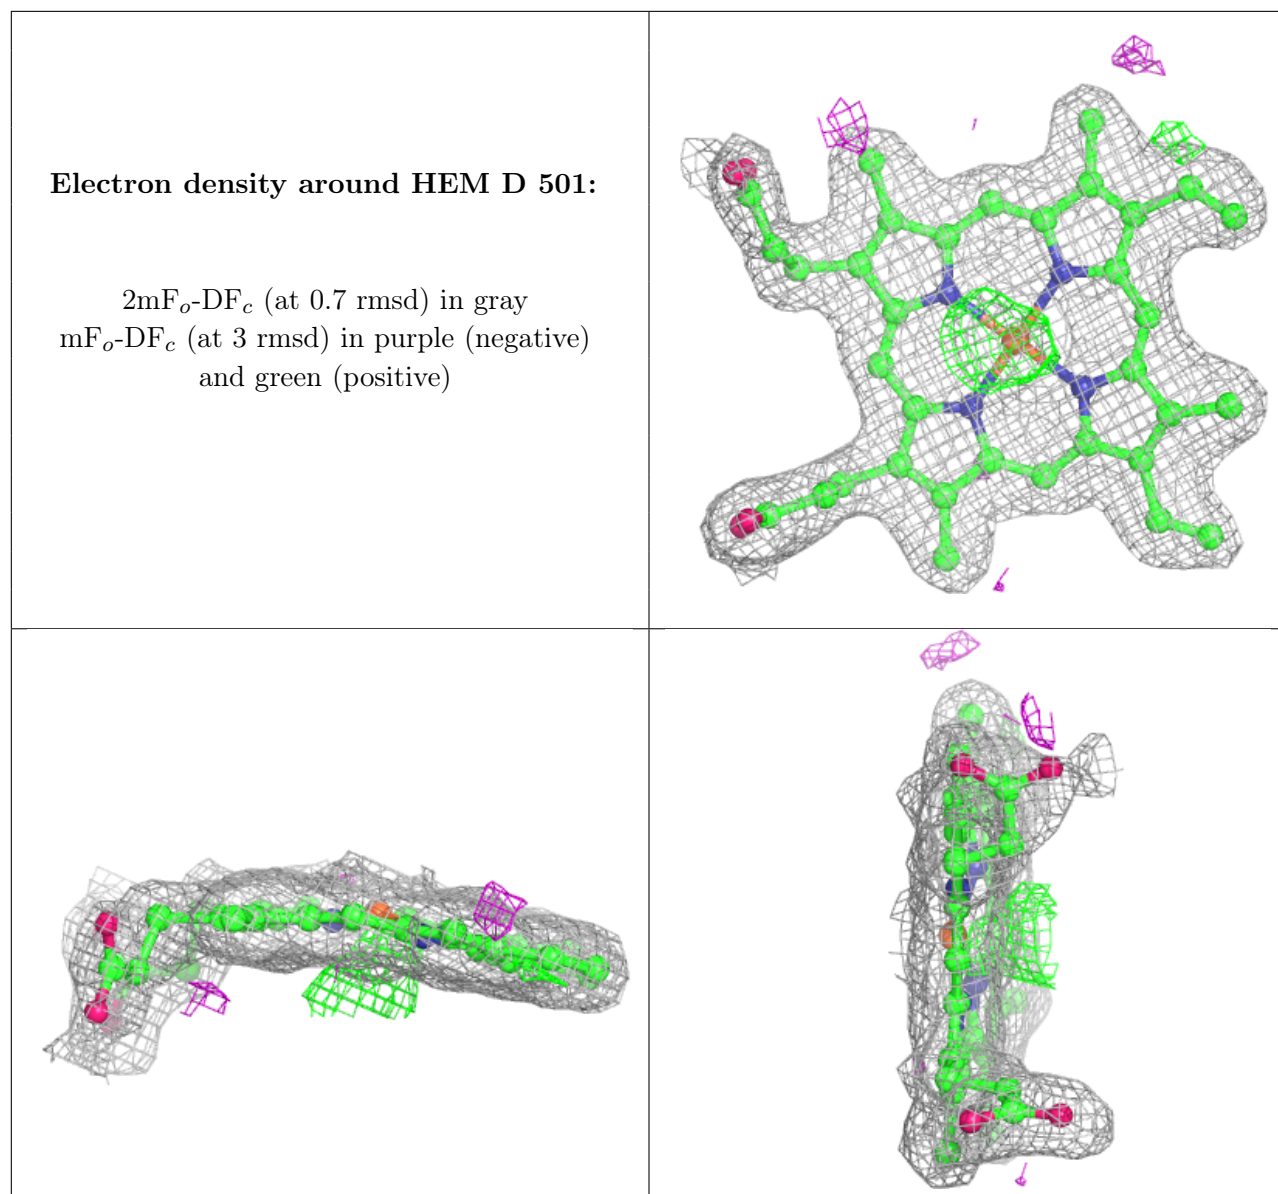 Electron density around HEM D 501:
2mFo-DFc (at 0.7 rmsd) in gray
mFo-DFc (at 3 rmsd) in purple (negative)
and green (positive)